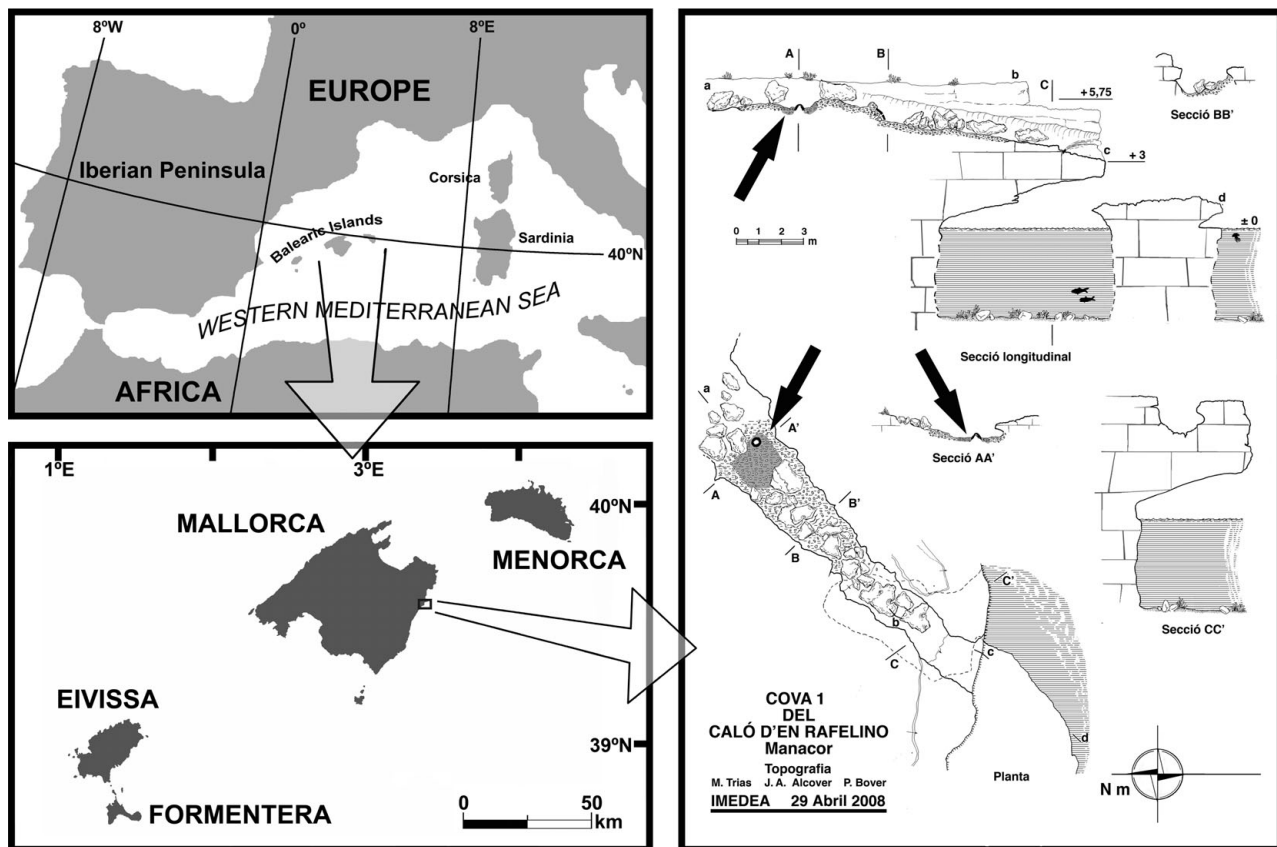 8ºW
0º
8ºE
EUROPE
Iberian Peninsula
Corsica
Balearic Islands
Sardinia
40ºN
WESTERN MEDITERRANEAN SEA
AFRICA
1ºE
3ºE
40ºN
MALLORCA
MENORCA
EIVISSA
39ºN
FORMENTERA
0 50
km
A
B
b
C
a
+5,75
Secció BB'
c
+3
d
± 0
0 1 2 3
m
Secció longitudinal
a
A'
Secció AA'
A
B'
B
C'
Secció CC'
b
c
C
COVA 1
DEL
CALÓ D'EN RAFELINO
Manacor
d
Topografia
Planta
M. Trias J. A. Alcover P. Bover
N m
IMEDEA 29 Abril 2008